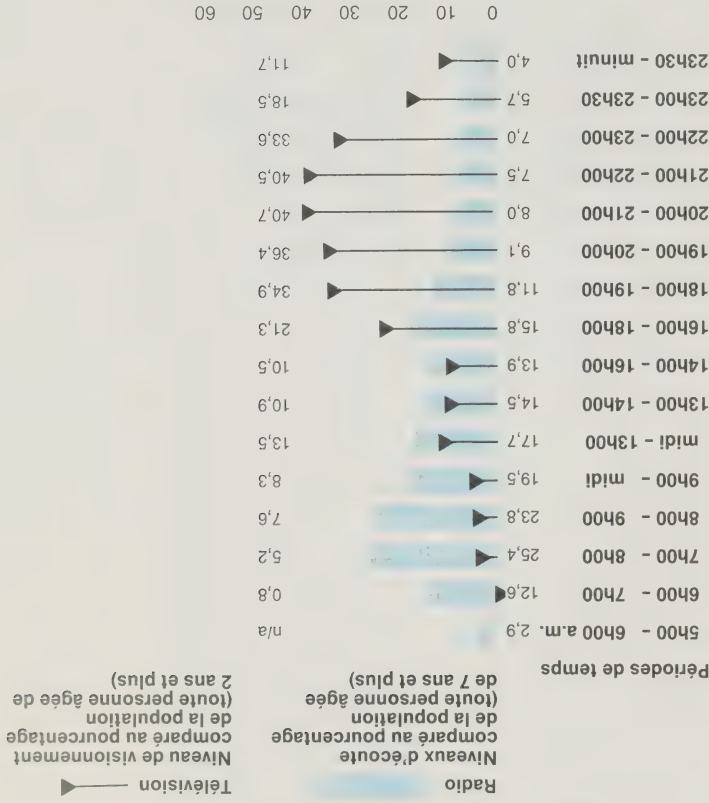 Radio
Niveaux d'écoute
comparé au pourcentage
de la population
(toute personne âgée
de 7 ans et plus)
Télévision
Niveau de visionnement
comparé au pourcentage
de la population
(toute personne âgée de
2 ans et plus)
Périodes de temps
5h00 - 6h00 a.m. 2,9 n/a
6h00 - 7h00 12,6 0,8
7h00 - 8h00 25,4 5,2
8h00 - 9h00 23,8 7,6
9h00 - midi 19,5 8,3
midi - 13h00 17,7 13,5
13h00 - 14h00 14,5 10,9
14h00 - 16h00 13,9 10,5
16h00 - 18h00 15,8 21,3
18h00 - 19h00 11,8 34,9
19h00 - 20h00 9,1 36,4
20h00 - 21h00 8,0 40,7
21h00 - 22h00 7,5 40,5
22h00 - 23h00 7,0 33,6
23h00 - 23h30 5,7 18,5
23h30 - minuit 4,0 11,7
0 10 20 30 40 50 60